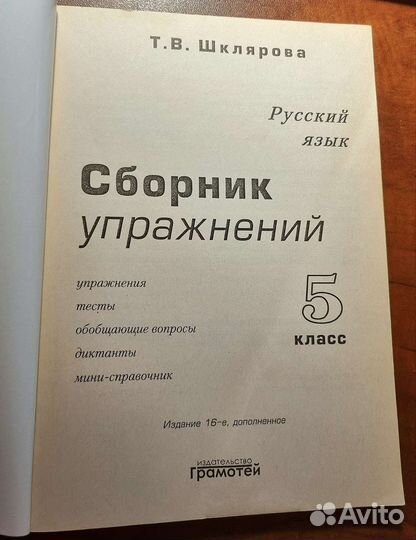 Т.В. Шклярова
Русский
язык
Сборник
упражнений
упражнения
тесты
обобщающие вопросы
диктанты
мини-справочник
5
класс
Издание 16-е, дополненное
издательство
Грамотей
Avito